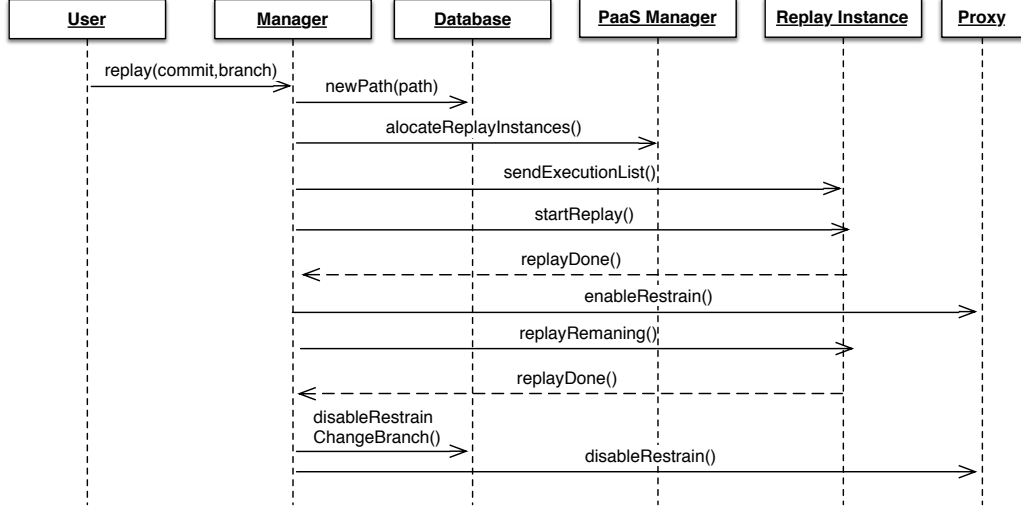 User
Manager
Database
PaaS Manager
Replay Instance
Proxy
replay(commit,branch)
newPath(path)
alocateReplayInstances()
sendExecutionList()
startReplay()
replayDone()
enableRestrain()
replayRemaning()
replayDone()
disableRestrain
ChangeBranch()
disableRestrain()